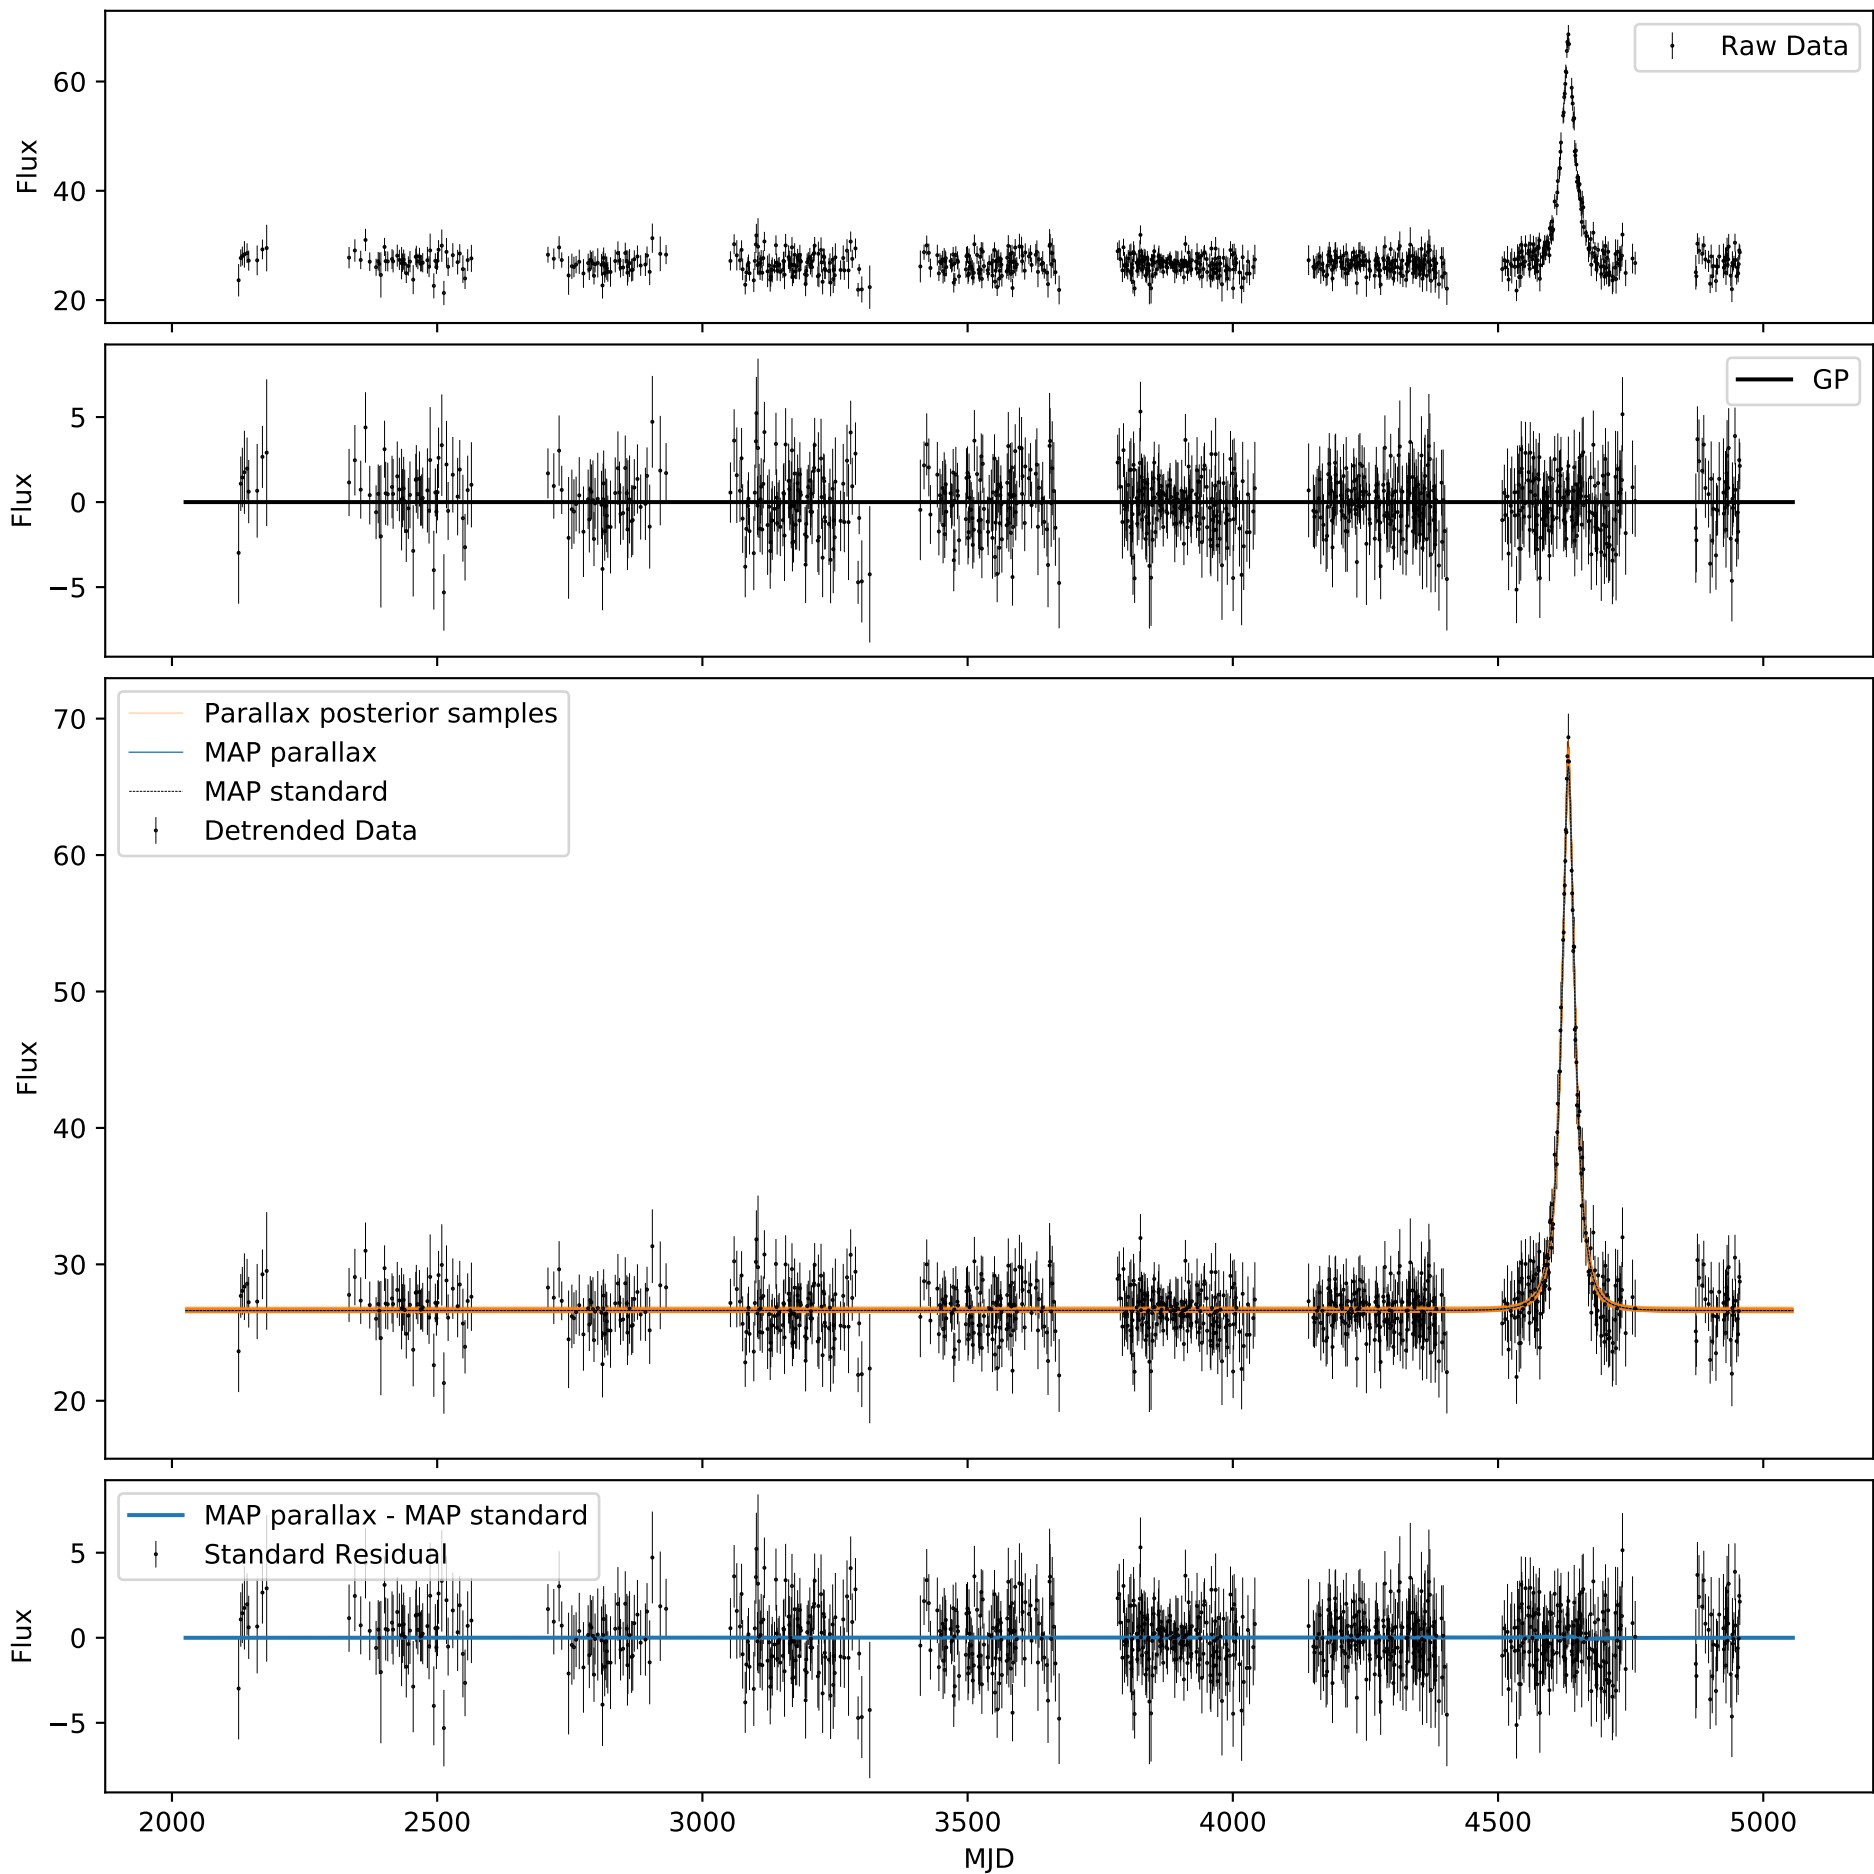 Flux
60
40
20
Raw Data
Flux
5
0
−5
GP
Flux
70
60
50
40
30
20
Parallax posterior samples
MAP parallax
MAP standard
Detrended Data
Flux
5
0
−5
MAP parallax - MAP standard
Standard Residual
2000 2500 3000 3500 4000 4500 5000
MJD